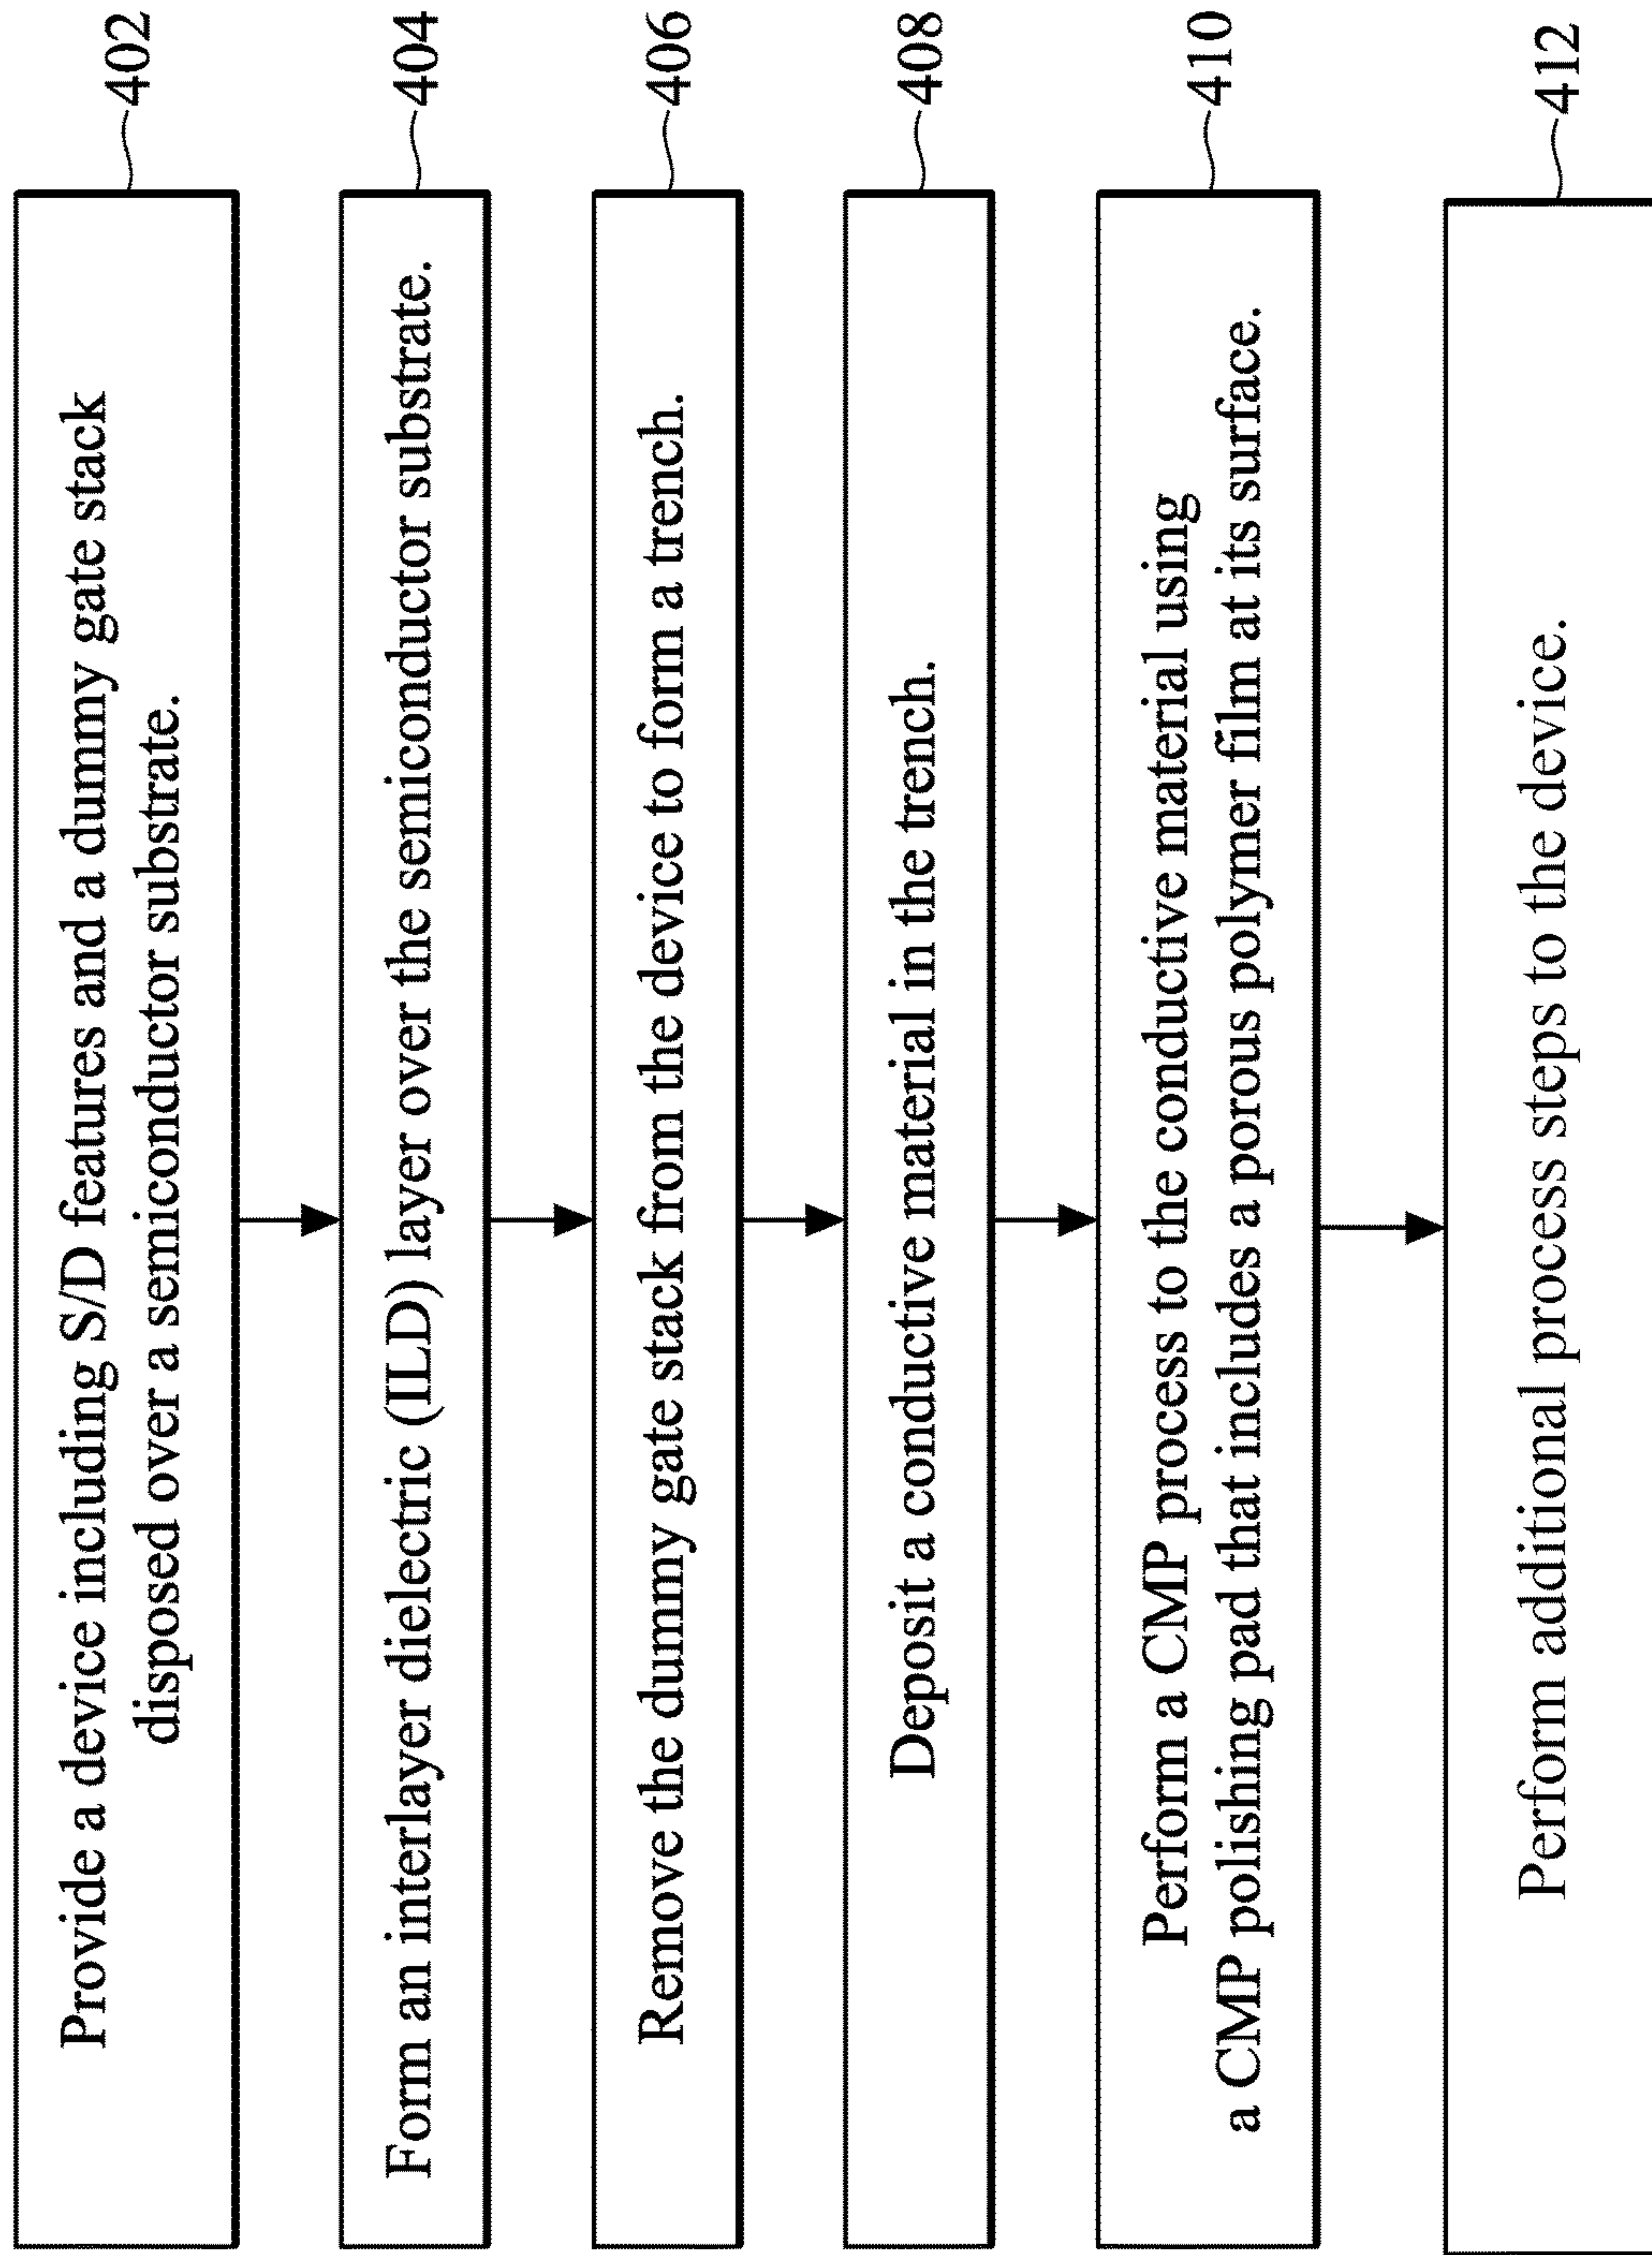 Provide a device including S/D features and a dummy gate stack
disposed over a semiconductor substrate.
402
Form an interlayer dielectric (ILD) layer over the semiconductor substrate.
404
Remove the dummy gate stack from the device to form a trench.
406
Deposit a conductive material in the trench.
408
Perform a CMP process to the conductive material using
a CMP polishing pad that includes a porous polymer film at its surface.
410
Perform additional process steps to the device.
412